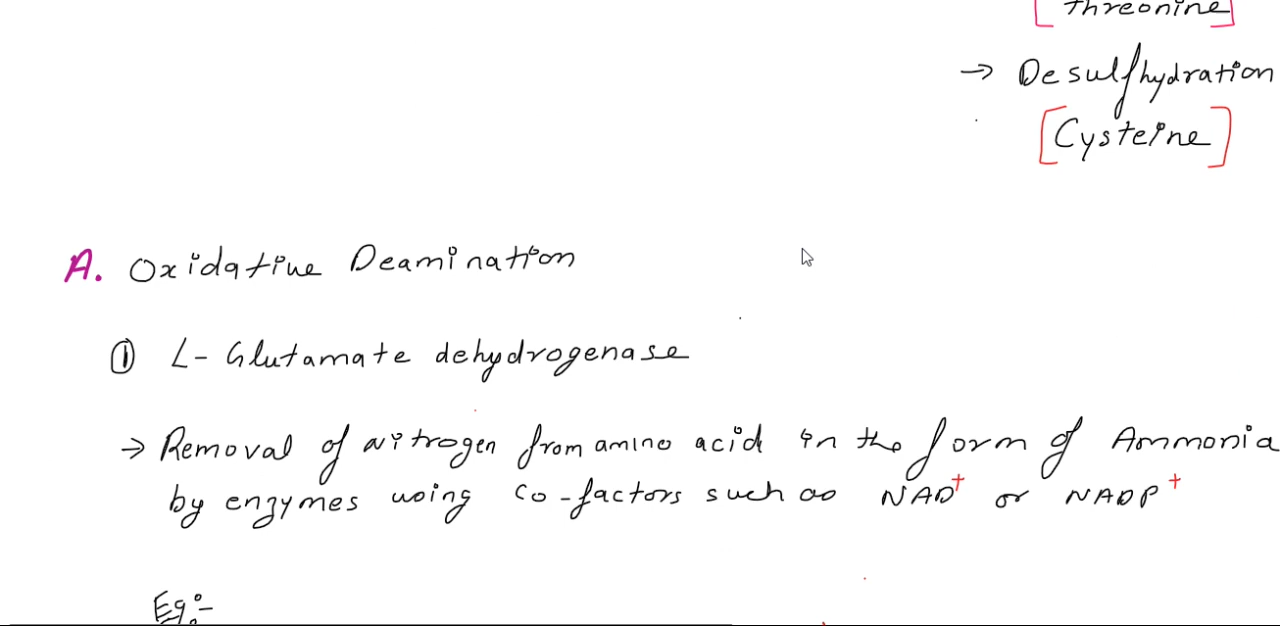 [Threonine]
→ Desulfhydration
[Cysteine]
A. Oxidative Deamination
① L- Glutamate dehydrogenase
→ Removal of nitrogen from amino acid in the form of Ammonia
by enzymes using co-factors such as NAD+ or NADP+
Eg:-